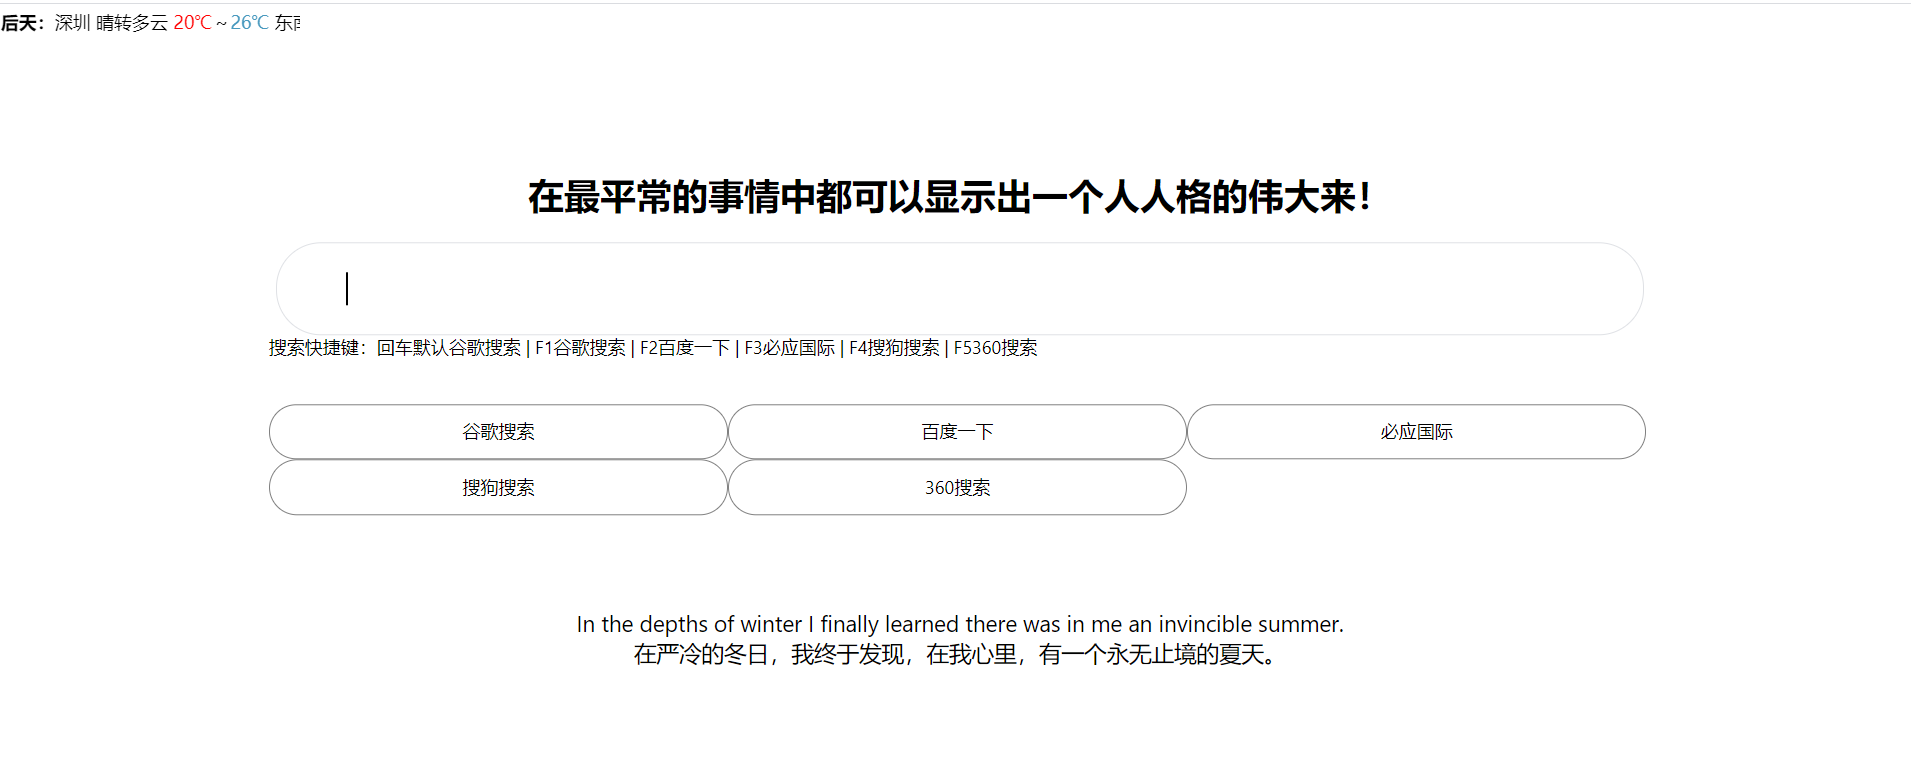 后天：深圳 晴转多云 20℃～26℃ 东
在最平常的事情中都可以显示出一个人人格的伟大来！
搜索快捷键：回车默认谷歌搜索 | F1谷歌搜索 | F2百度一下 | F3必应国际 | F4搜狗搜索 | F5360搜索
谷歌搜索 百度一下 必应国际
搜狗搜索 360搜索
In the depths of winter I finally learned there was in me an invincible summer.
在严冷的冬日，我终于发现，在我心里，有一个永无止境的夏天。